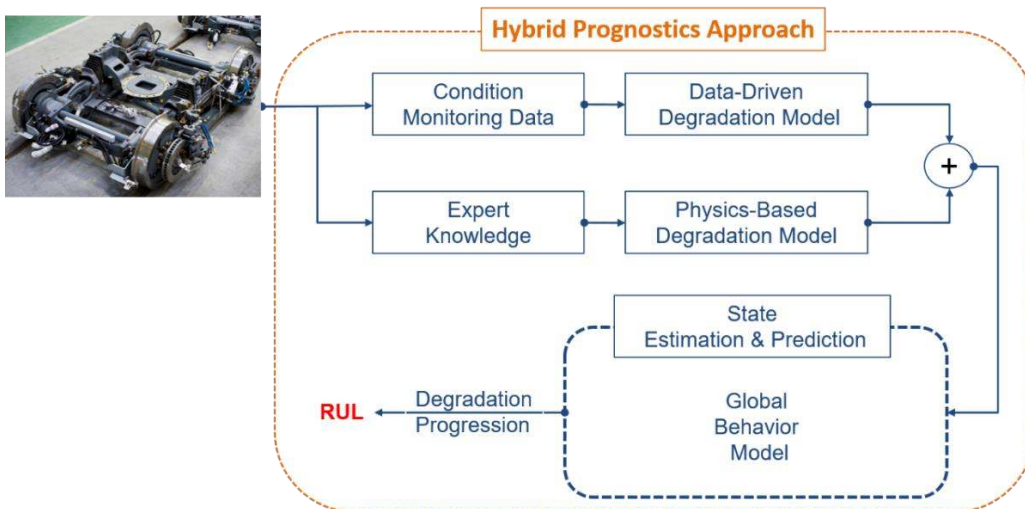 Hybrid Prognostics Approach
Condition
Monitoring Data
Data-Driven
Degradation Model
+
Expert
Knowledge
Physics-Based
Degradation Model
State
Estimation & Prediction
Global
Behavior
Model
Degradation
Progression
RUL